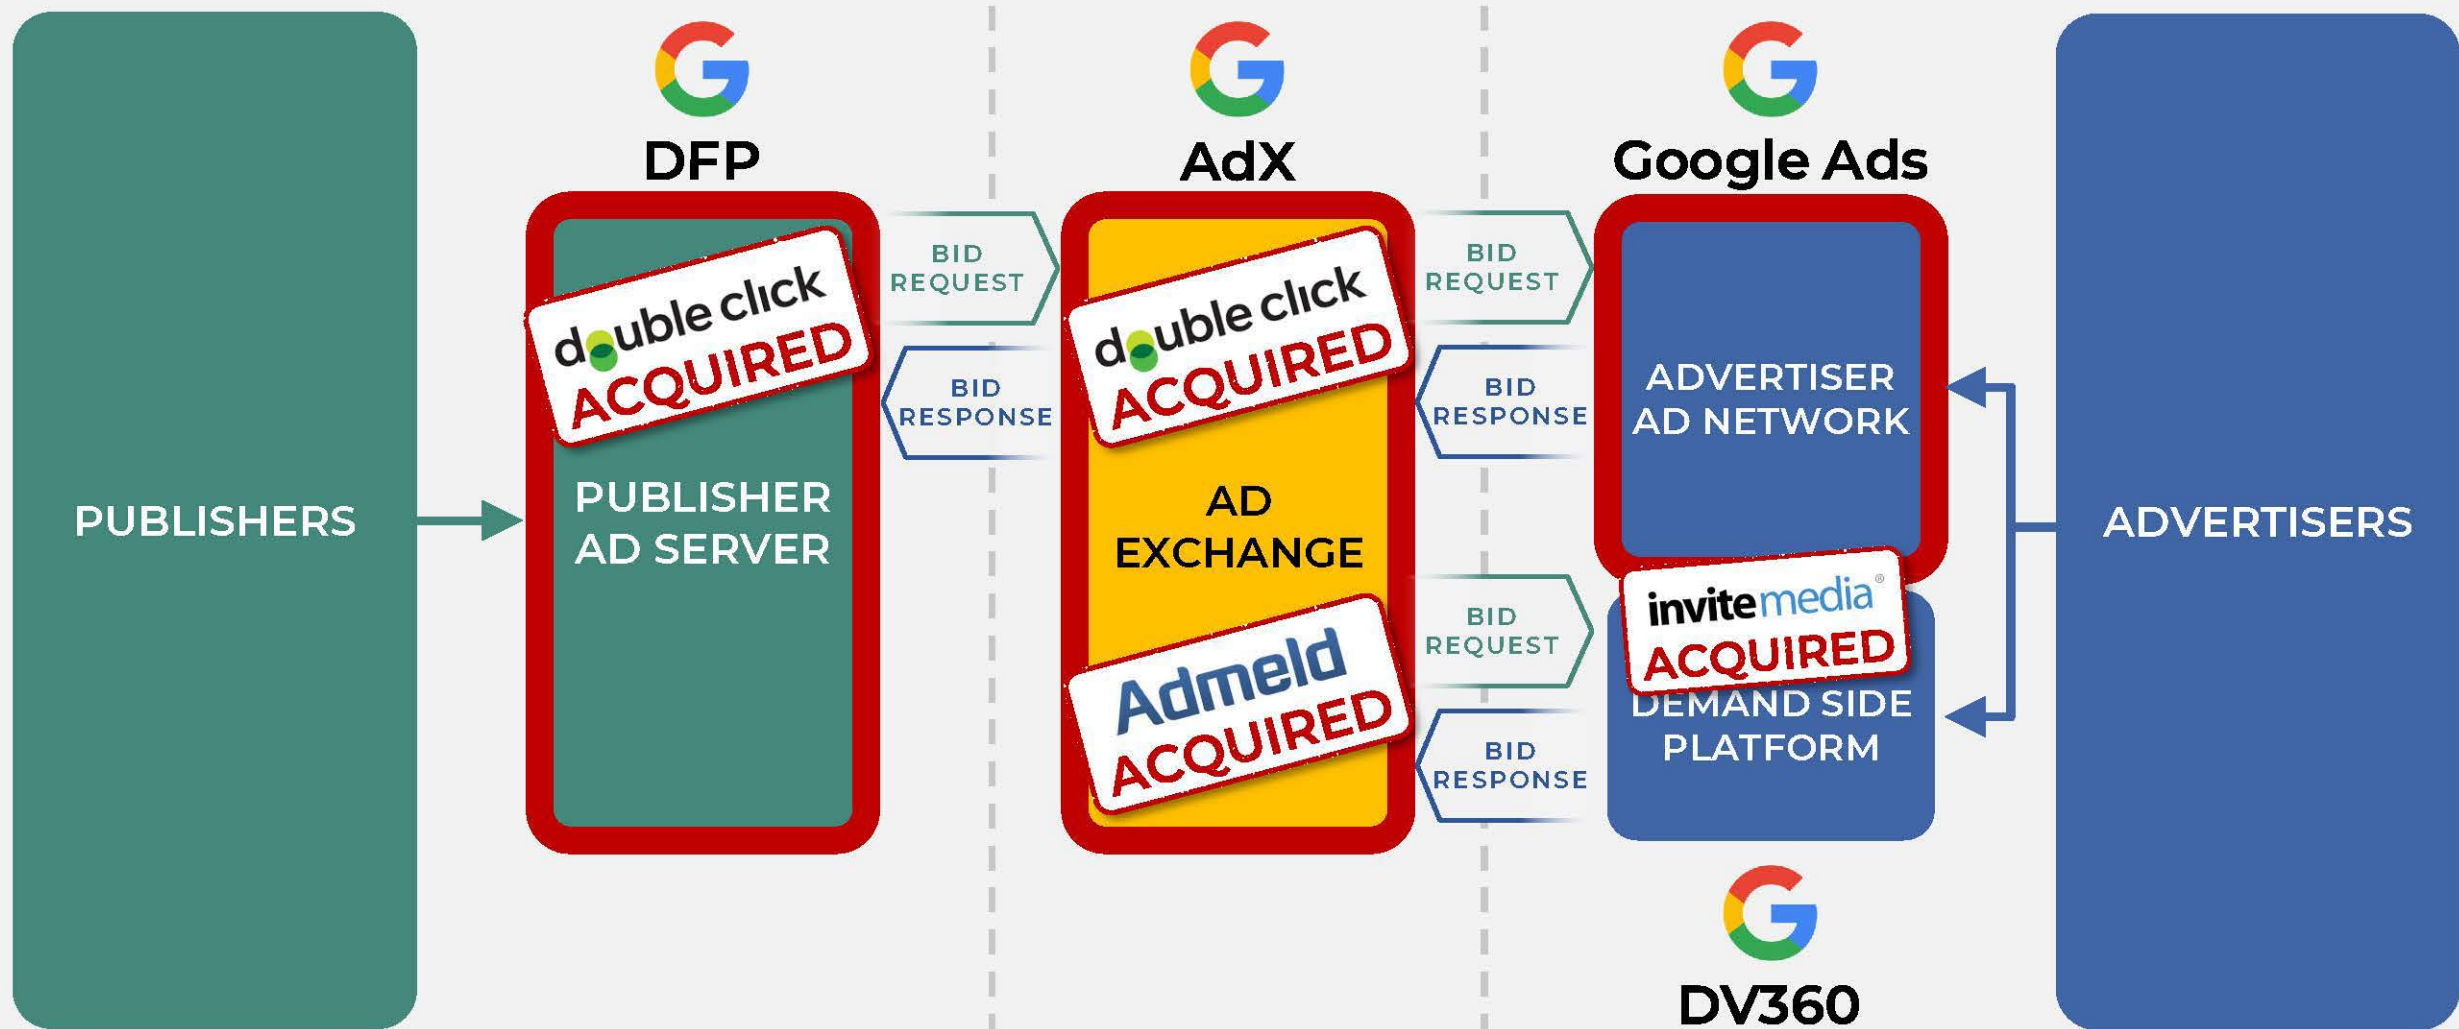 PUBLISHERS
DFP
double click
ACQUIRED
PUBLISHER
AD SERVER
BID
REQUEST
BID
RESPONSE
AdX
double click
ACQUIRED
AD
EXCHANGE
Admeld
ACQUIRED
BID
REQUEST
BID
RESPONSE
BID
REQUEST
BID
RESPONSE
Google Ads
ADVERTISER
AD NETWORK
invitemedia®
ACQUIRED
DEMAND SIDE
PLATFORM
DV360
ADVERTISERS